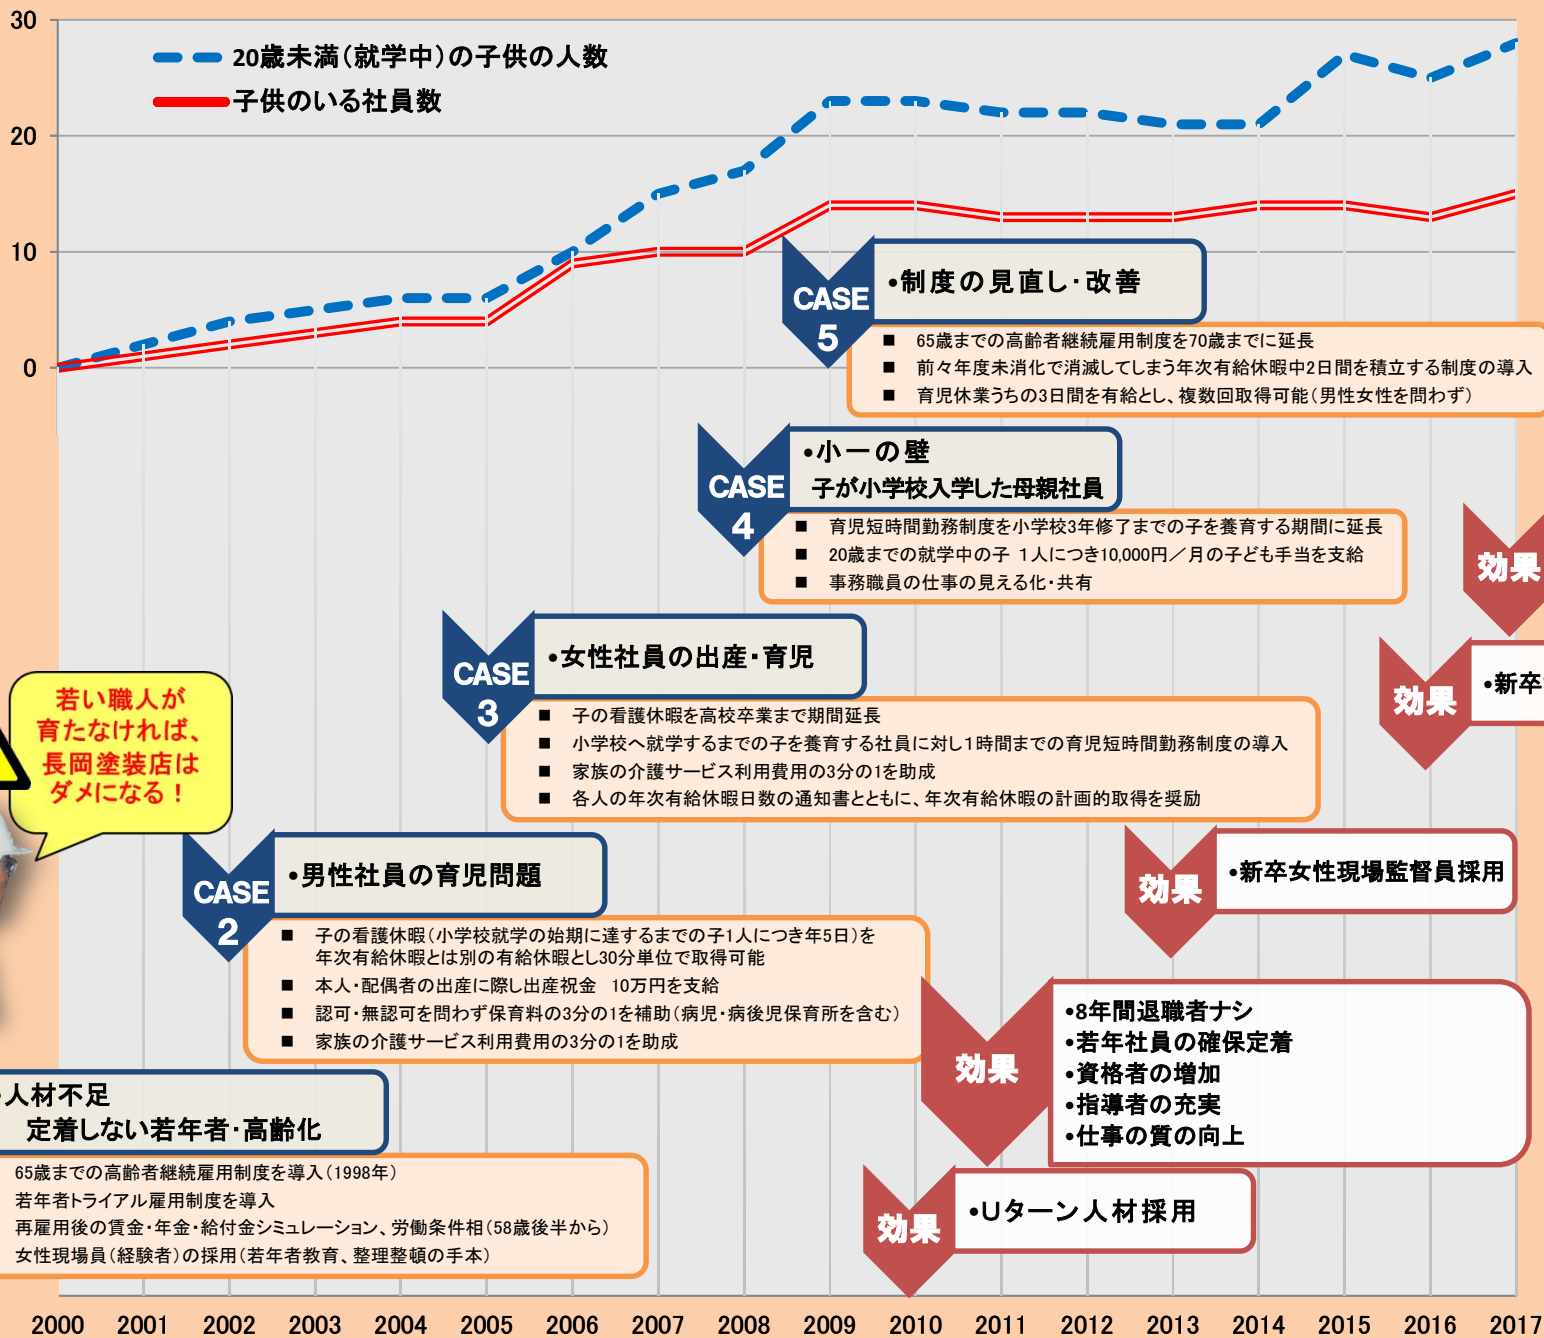 30
20
10
0
20歳未満（就学中）の子供の人数
子供のいる社員数
CASE
5
•制度の見直し・改善
■ 65歳までの高齢者継続雇用制度を70歳までに延長
■ 前々年度未消化で消滅してしまう年次有給休暇中2日間を積立する制度の導入
■ 育児休業うちの3日間を有給とし、複数回取得可能（男性女性を問わず）
CASE
4
•小一の壁
子が小学校入学した母親社員
■ 育児短時間勤務制度を小学校3年修了までの子を養育する期間に延長
■ 20歳までの就学中の子 1人につき10,000円／月の子ども手当を支給
■ 事務職員の仕事の見える化・共有
効果
CASE
3
•女性社員の出産・育児
■ 子の看護休暇を高校卒業まで期間延長
■ 小学校へ就学するまでの子を養育する社員に対し1時間までの育児短時間勤務制度の導入
■ 家族の介護サービス利用費用の3分の1を助成
■ 各人の年次有給休暇日数の通知書とともに、年次有給休暇の計画的取得を奨励
効果
•新卒
若い職人が
育たなければ、
長岡塗装店は
ダメになる！
CASE
2
•男性社員の育児問題
■ 子の看護休暇（小学校就学の始期に達するまでの子1人につき年5日）を
年次有給休暇とは別の有給休暇とし30分単位で取得可能
■ 本人・配偶者の出産に際し出産祝金 10万円を支給
■ 認可・無認可を問わず保育料の3分の1を補助（病児・病後児保育所を含む）
■ 家族の介護サービス利用費用の3分の1を助成
効果
•新卒女性現場監督員採用
効果
•8年間退職者ナシ
•若年社員の確保定着
•資格者の増加
•指導者の充実
•仕事の質の向上
•人材不足
定着しない若年者・高齢化
65歳までの高齢者継続雇用制度を導入（1998年）
若年者トライアル雇用制度を導入
再雇用後の賃金・年金・給付金シミュレーション、労働条件相（58歳後半から）
女性現場員（経験者）の採用（若年者教育、整理整頓の手本）
効果
•Uターン人材採用
2000 2001 2002 2003 2004 2005 2006 2007 2008 2009 2010 2011 2012 2013 2014 2015 2016 2017